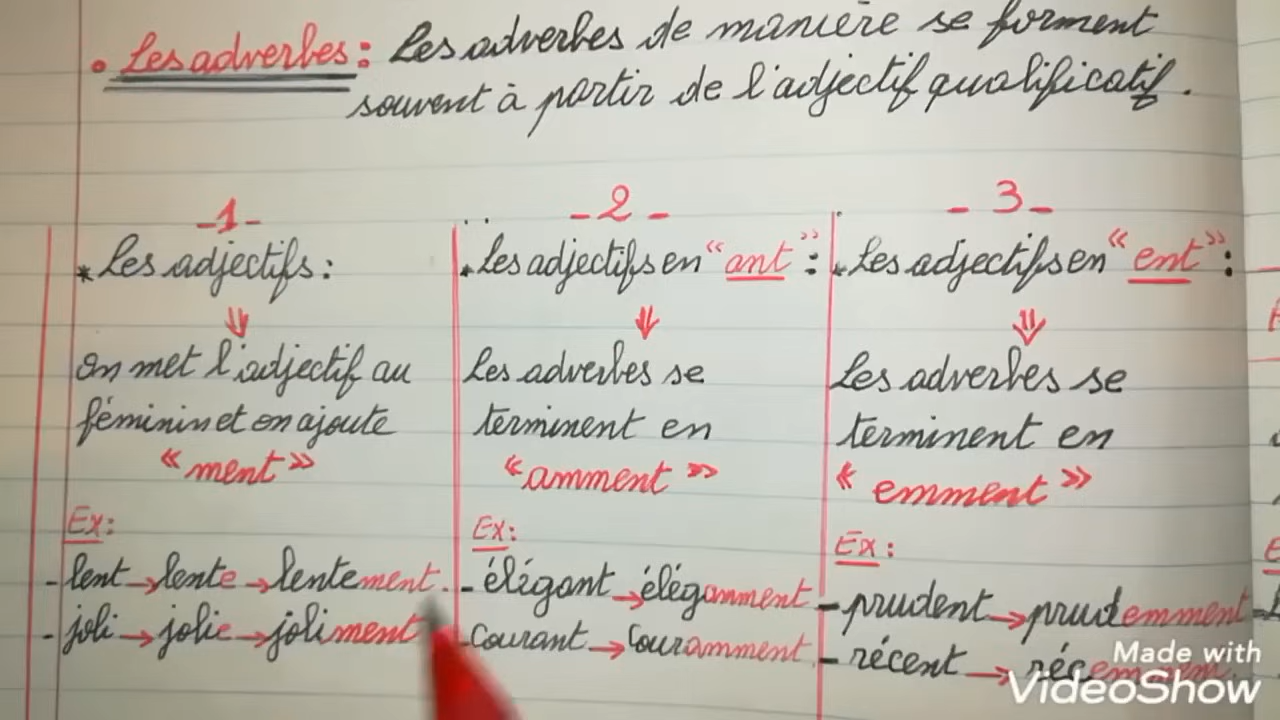 • Les adverbes : Les adverbes de manière se forment
souvent à partir de l'adjectif qualificatif.
-1-
* Les adjectifs :
⇓
On met l'adjectif au
féminin et on ajoute
« ment »
Ex :
- lent → lente → lentement.
- joli → jolie → joliment
- 2 -
* Les adjectifs en "ant" :
⇓
Les adverbes se
terminent en
« amment »
Ex :
- élégant → élégamment
- courant → couramment
- 3 -
* Les adjectifs en "ent" :
⇓
Les adverbes se
terminent en
« emment »
Ex :
- prudent → prudemment
- récent →
Made with
VideoShow